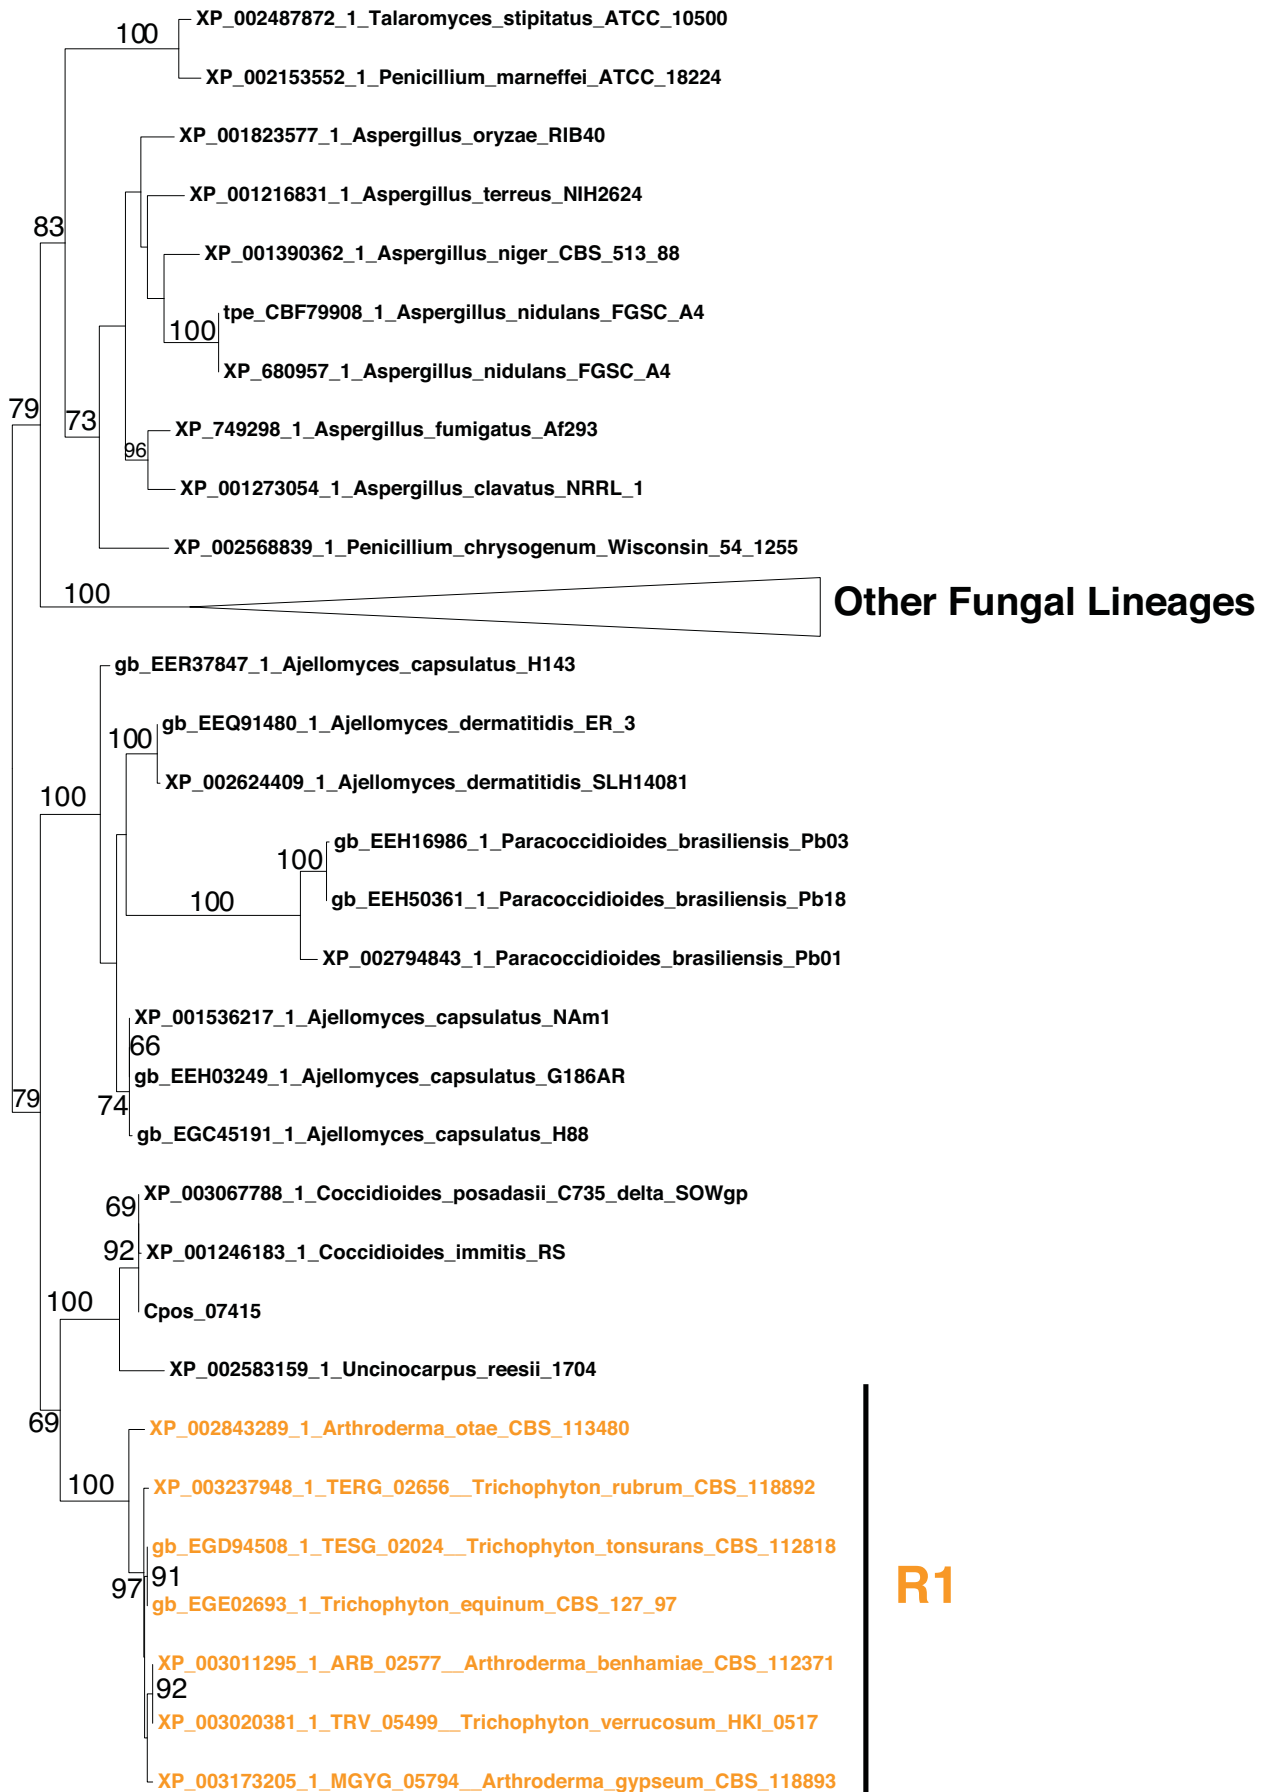 XP_002487872_1_Talaromyces_stipitatus_ATCC_10500
100
XP_002153552_1_Penicillium_marneffei_ATCC_18224
XP_001823577_1_Aspergillus_oryzae_RIB40
XP_001216831_1_Aspergillus_terreus_NIH2624
83
XP_001390362_1_Aspergillus_niger_CBS_513_88
tpe_CBF79908_1_Aspergillus_nidulans_FGSC_A4
100
XP_680957_1_Aspergillus_nidulans_FGSC_A4
79
73
XP_749298_1_Aspergillus_fumigatus_Af293
96
XP_001273054_1_Aspergillus_clavatus_NRRL_1
XP_002568839_1_Penicillium_chrysogenum_Wisconsin_54_1255
100
Other Fungal Lineages
gb_EER37847_1_Ajellomyces_capsulatus_H143
gb_EEQ91480_1_Ajellomyces_dermatitidis_ER_3
100
XP_002624409_1_Ajellomyces_dermatitidis_SLH14081
100
gb_EEH16986_1_Paracoccidioides_brasiliensis_Pb03
100
100
gb_EEH50361_1_Paracoccidioides_brasiliensis_Pb18
XP_002794843_1_Paracoccidioides_brasiliensis_Pb01
XP_001536217_1_Ajellomyces_capsulatus_NAm1
66
gb_EEH03249_1_Ajellomyces_capsulatus_G186AR
79
74
gb_EGC45191_1_Ajellomyces_capsulatus_H88
XP_003067788_1_Coccidioides_posadasii_C735_delta_SOWgp
69
92
XP_001246183_1_Coccidioides_immitis_RS
100
Cpos_07415
XP_002583159_1_Uncinocarpus_reesii_1704
69
XP_002843289_1_Arthroderma_otae_CBS_113480
100
XP_003237948_1_TERG_02656__Trichophyton_rubrum_CBS_118892
gb_EGD94508_1_TESG_02024__Trichophyton_tonsurans_CBS_112818
97
91
R1
gb_EGE02693_1_Trichophyton_equinum_CBS_127_97
XP_003011295_1_ARB_02577__Arthroderma_benhamiae_CBS_112371
92
XP_003020381_1_TRV_05499__Trichophyton_verrucosum_HKI_0517
XP_003173205_1_MGYG_05794__Arthroderma_gypseum_CBS_118893